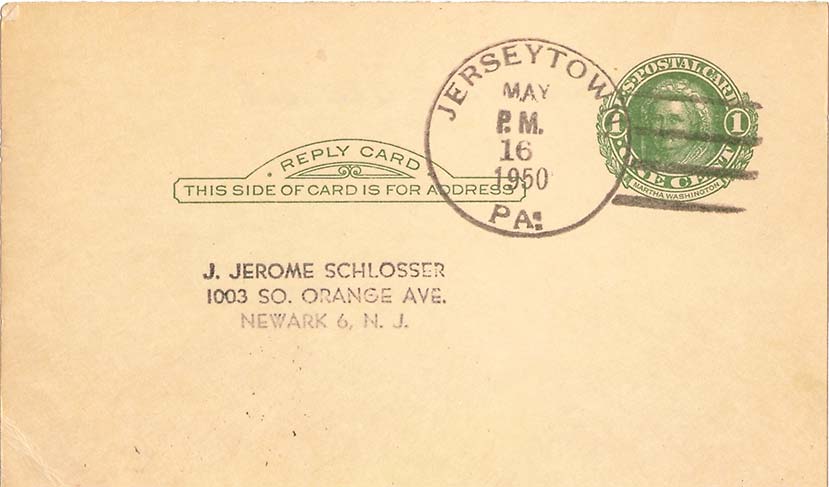 JERSEYTOWN
MAY
P.M.
16
1950
PA.
U.S. POSTAL CARD
1 1
ONE CENT
MARTHA WASHINGTON
REPLY CARD
THIS SIDE OF CARD IS FOR ADDRESS
J. JEROME SCHLOSSER
1003 SO. ORANGE AVE.
NEWARK 6, N. J.